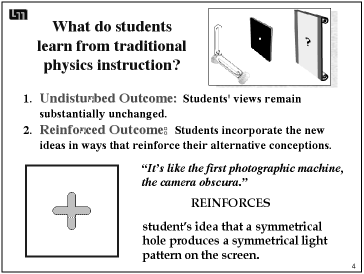 What do students
learn from traditional
physics instruction?
?
1. Undisturbed Outcome: Students' views remain
substantially unchanged.
2. Reinforced Outcome: Students incorporate the new
ideas in ways that reinforce their alternative conceptions.
“It's like the first photographic machine,
the camera obscura.”
REINFORCES
student's idea that a symmetrical
hole produces a symmetrical light
pattern on the screen.
4